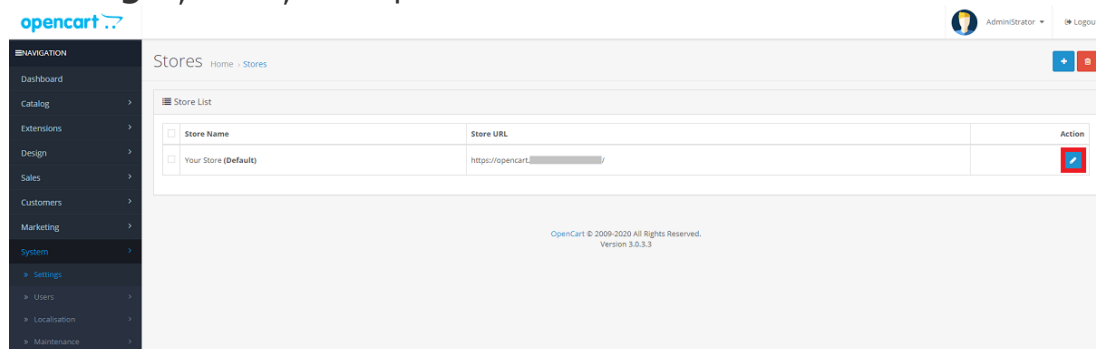 opencart
AdminiStrator
Logou
NAVIGATION
Stores Home › Stores
Dashboard
Catalog
Store List
Extensions
Store Name Store URL Action
Design
Your Store (Default) https://opencart. /
Sales
Customers
Marketing
OpenCart © 2009-2020 All Rights Reserved.
Version 3.0.3.3
System
» Settings
» Users
» Localisation
» Maintenance